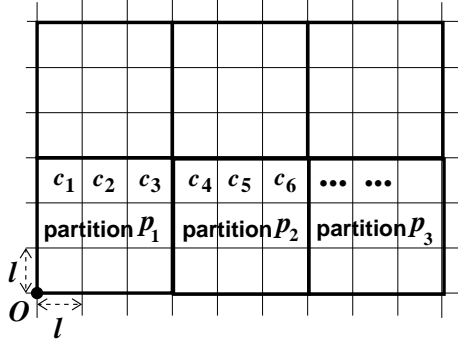 c1 c2 c3 c4 c5 c6 ••• •••
partition p1 partition p2 partition p3
l
O
l